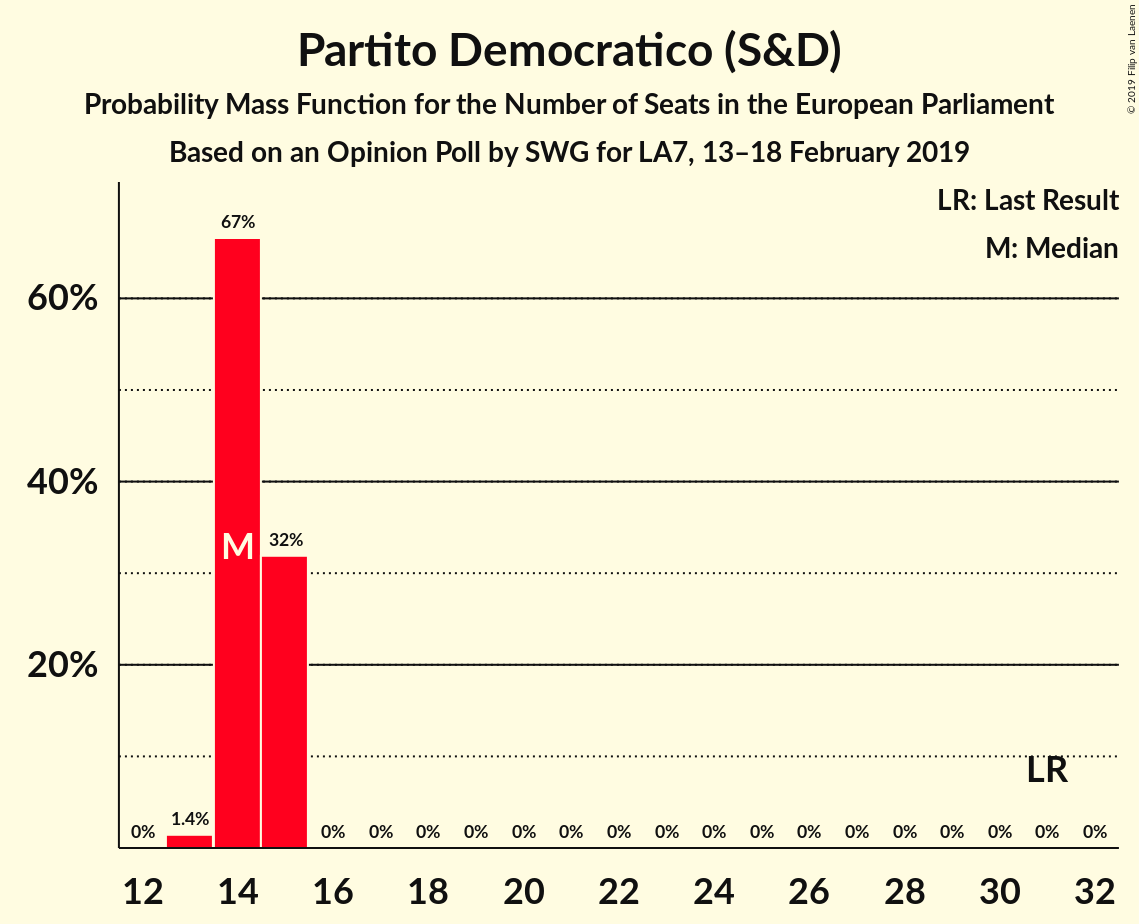 Partito Democratico (S&D)
Probability Mass Function for the Number of Seats in the European Parliament
Based on an Opinion Poll by SWG for LA7, 13–18 February 2019
© 2019 Filip van Laenen
LR: Last Result
M: Median
67%
60%
40%
M
32%
20%
LR
0% 1.4% 0% 0% 0% 0% 0% 0% 0% 0% 0% 0% 0% 0% 0% 0% 0% 0% 0%
12 14 16 18 20 22 24 26 28 30 32